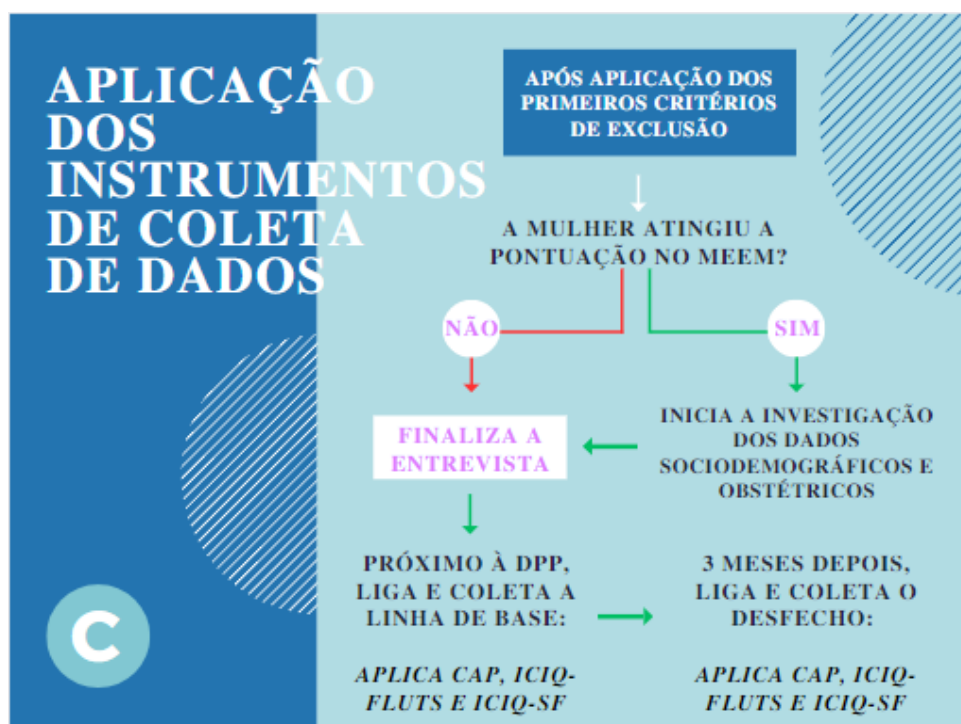 APLICAÇÃO
DOS
INSTRUMENTOS
DE COLETA
DE DADOS
C
APÓS APLICAÇÃO DOS
PRIMEIROS CRITÉRIOS
DE EXCLUSÃO
A MULHER ATINGIU A
PONTUAÇÃO NO MEEM?
NÃO
SIM
FINALIZA A
ENTREVISTA
INICIA A INVESTIGAÇÃO
DOS DADOS
SOCIODEMOGRÁFICOS E
OBSTÉTRICOS
PRÓXIMO À DPP,
LIGA E COLETA A
LINHA DE BASE:
APLICA CAP, ICIQ-
FLUTS E ICIQ-SF
3 MESES DEPOIS,
LIGA E COLETA O
DESFECHO:
APLICA CAP, ICIQ-
FLUTS E ICIQ-SF